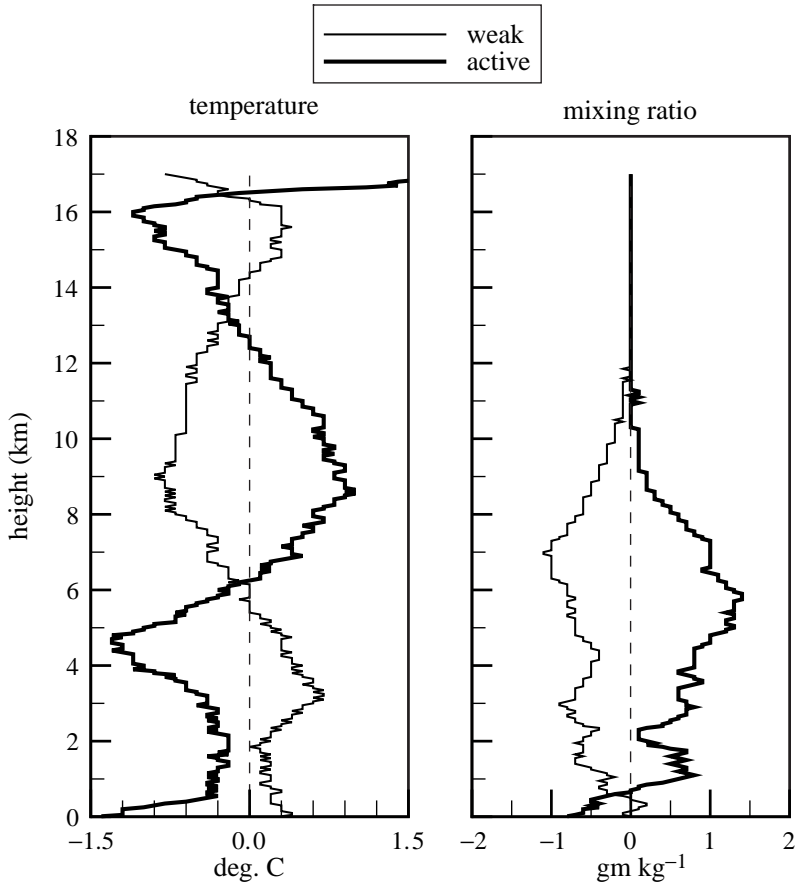 weak
active
temperature
mixing ratio
18
16
14
12
10
8
6
4
2
0
height (km)
−1.5 0.0 1.5
deg. C
−2 −1 0 1 2
gm kg⁻¹